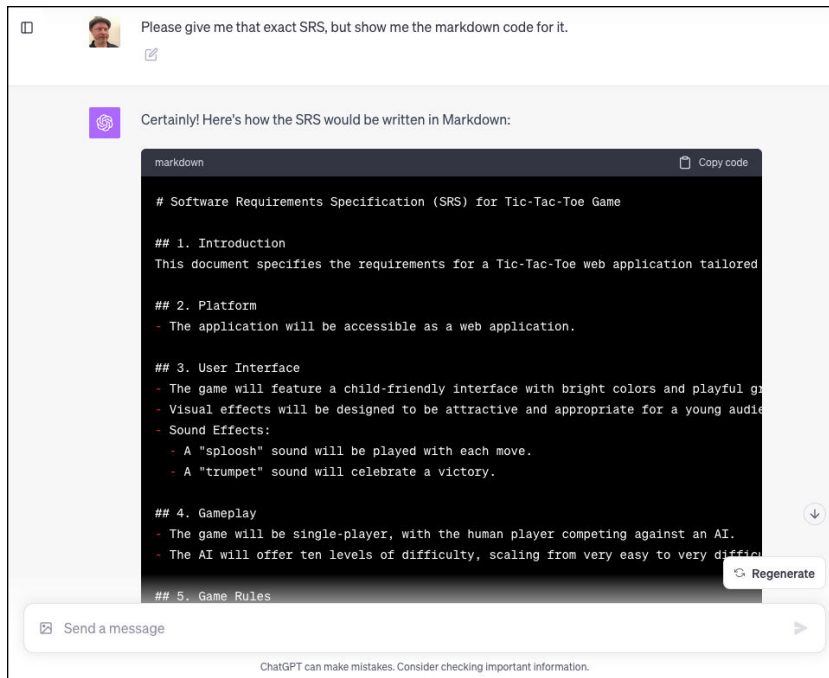 Please give me that exact SRS, but show me the markdown code for it.
Certainly! Here's how the SRS would be written in Markdown:
markdown
Copy code
# Software Requirements Specification (SRS) for Tic-Tac-Toe Game
## 1. Introduction
This document specifies the requirements for a Tic-Tac-Toe web application tailored
## 2. Platform
- The application will be accessible as a web application.
## 3. User Interface
- The game will feature a child-friendly interface with bright colors and playful gr
- Visual effects will be designed to be attractive and appropriate for a young audie
- Sound Effects:
- A "sploosh" sound will be played with each move.
- A "trumpet" sound will celebrate a victory.
## 4. Gameplay
- The game will be single-player, with the human player competing against an AI.
- The AI will offer ten levels of difficulty, scaling from very easy to very difficu
Regenerate
## 5. Game Rules
Send a message
ChatGPT can make mistakes. Consider checking important information.